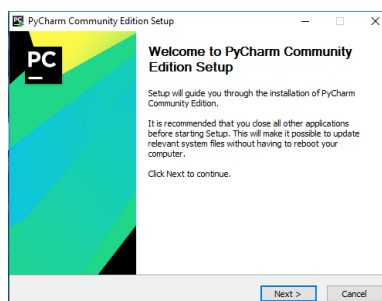 PyCharm Community Edition Setup
PC
Welcome to PyCharm Community
Edition Setup
Setup will guide you through the installation of PyCharm
Community Edition.
It is recommended that you close all other applications
before starting Setup. This will make it possible to update
relevant system files without having to reboot your
computer.
Click Next to continue.
Next >
Cancel